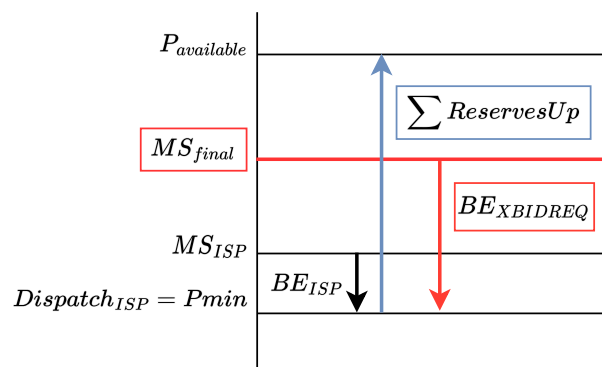 P_available
∑ ReservesUp
MS_final
BE_XBIDREQ
MS_ISP
BE_ISP
Dispatch_ISP = Pmin